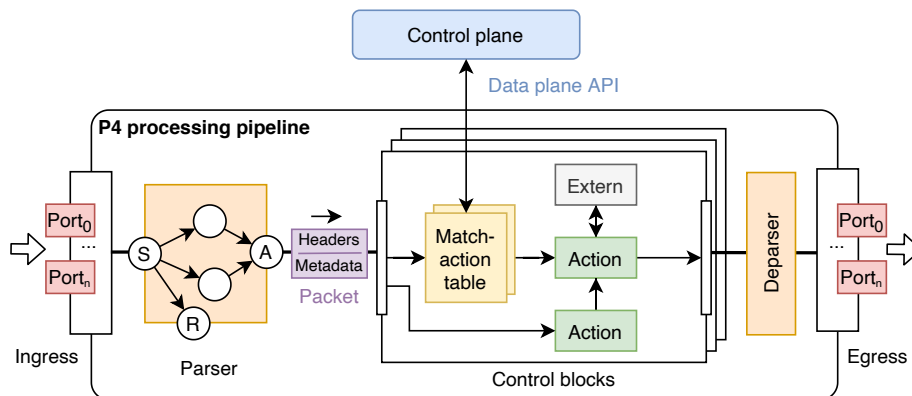 Control plane
Data plane API
P4 processing pipeline
Port0
...
Portn
Ingress
S
A
R
Parser
Headers
Metadata
Packet
Match-
action
table
Extern
Action
Action
Control blocks
Deparser
Port0
...
Portn
Egress